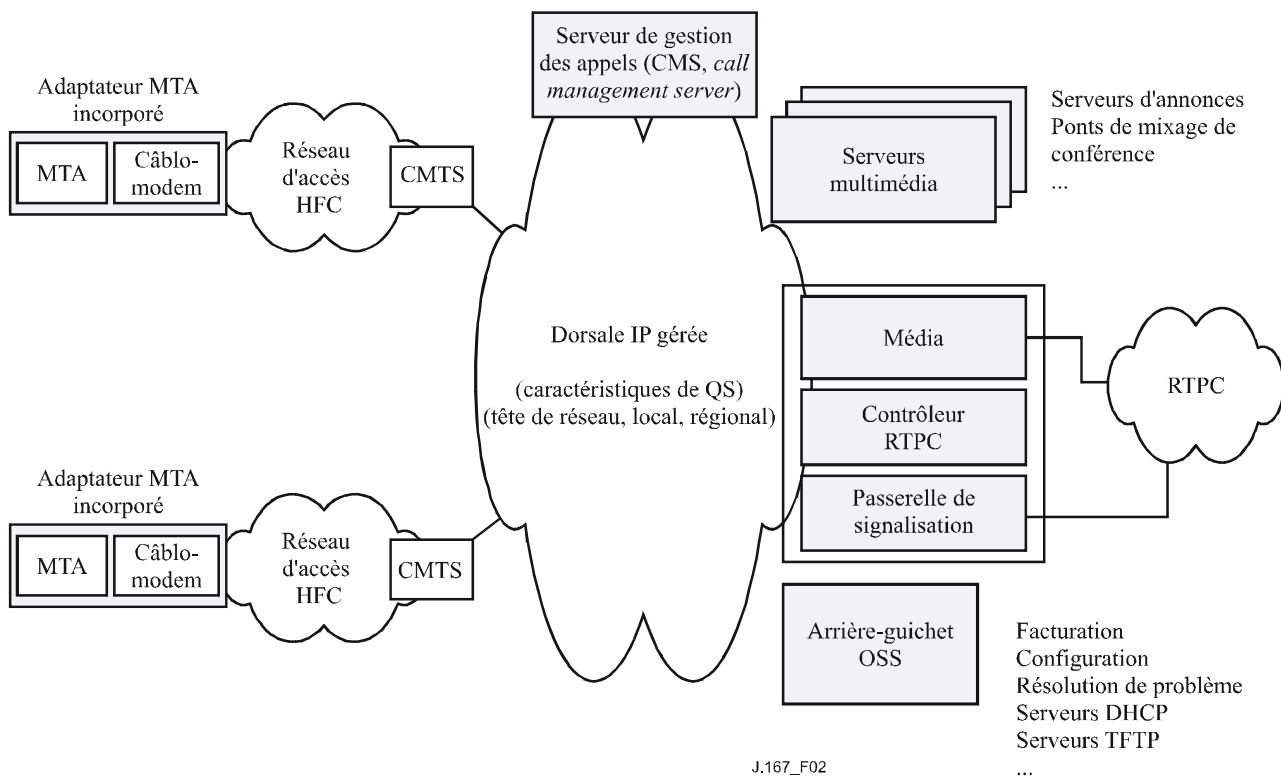 Serveur de gestion
des appels (CMS, call
management server)
Adaptateur MTA
incorporé
MTA
Câblo-
modem
Réseau
d'accès
HFC
CMTS
Serveurs
multimédia
Serveurs d'annonces
Ponts de mixage de
conférence
...
Dorsale IP gérée
(caractéristiques de QS)
(tête de réseau, local, régional)
Média
Contrôleur
RTPC
Passerelle de
signalisation
RTPC
Adaptateur MTA
incorporé
MTA
Câblo-
modem
Réseau
d'accès
HFC
CMTS
Arrière-guichet
OSS
Facturation
Configuration
Résolution de problème
Serveurs DHCP
Serveurs TFTP
...
J.167_F02